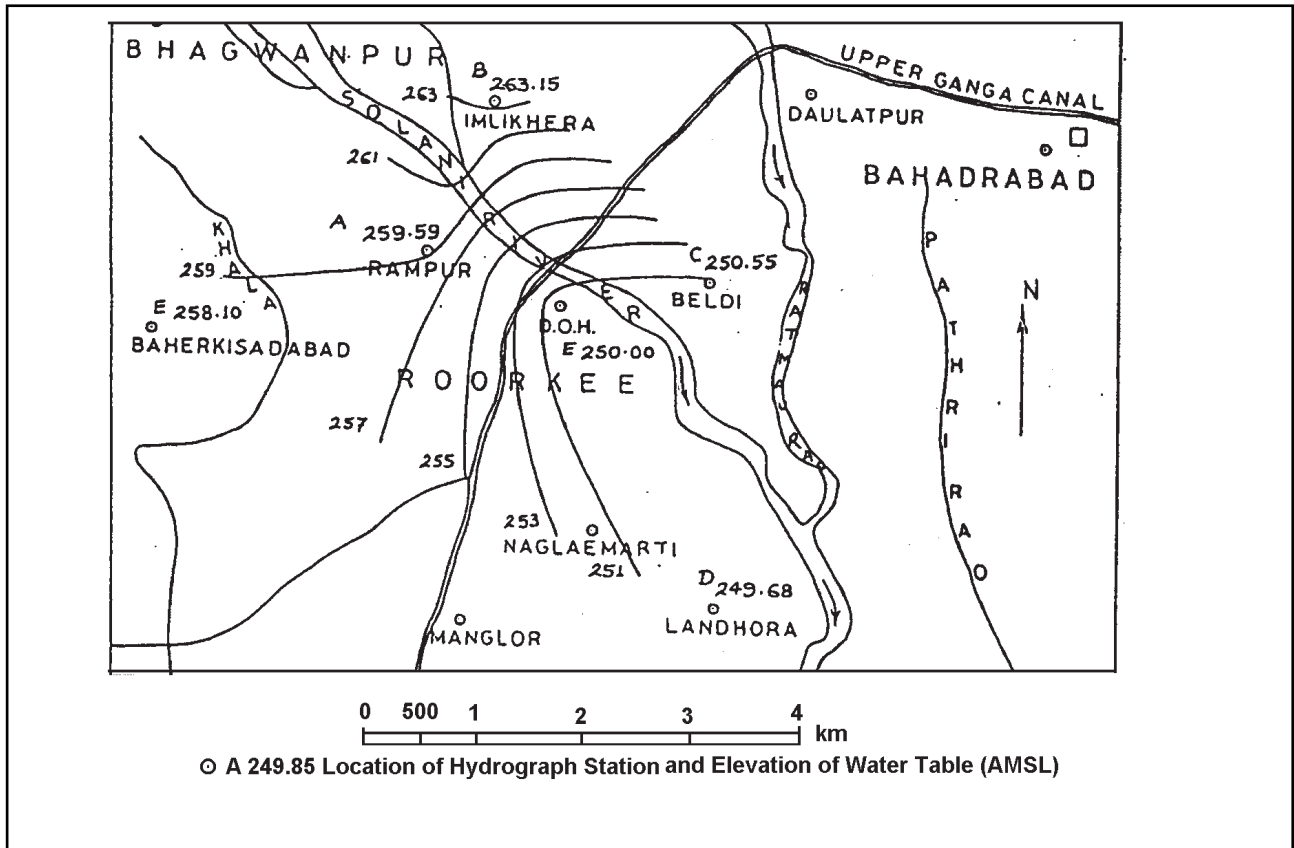 BHAGWANPUR
UPPER GANGA CANAL
B 263.15
263
IMLIKHERA
DAULATPUR
SOLANI RIVER
261
BAHADRABAD
A 259.59
RAMPUR
KHALA
259
PATHRI RAO
C 250.55
BELDI
N
E 258.10
BAHERKISADABAD
RATMAU RAO
D.O.H.
E 250.00
ROORKEE
257
255
253
NAGLAEMARTI
251
D 249.68
LANDHORA
MANGLOR
0 500 1 2 3 4
km
A 249.85 Location of Hydrograph Station and Elevation of Water Table (AMSL)